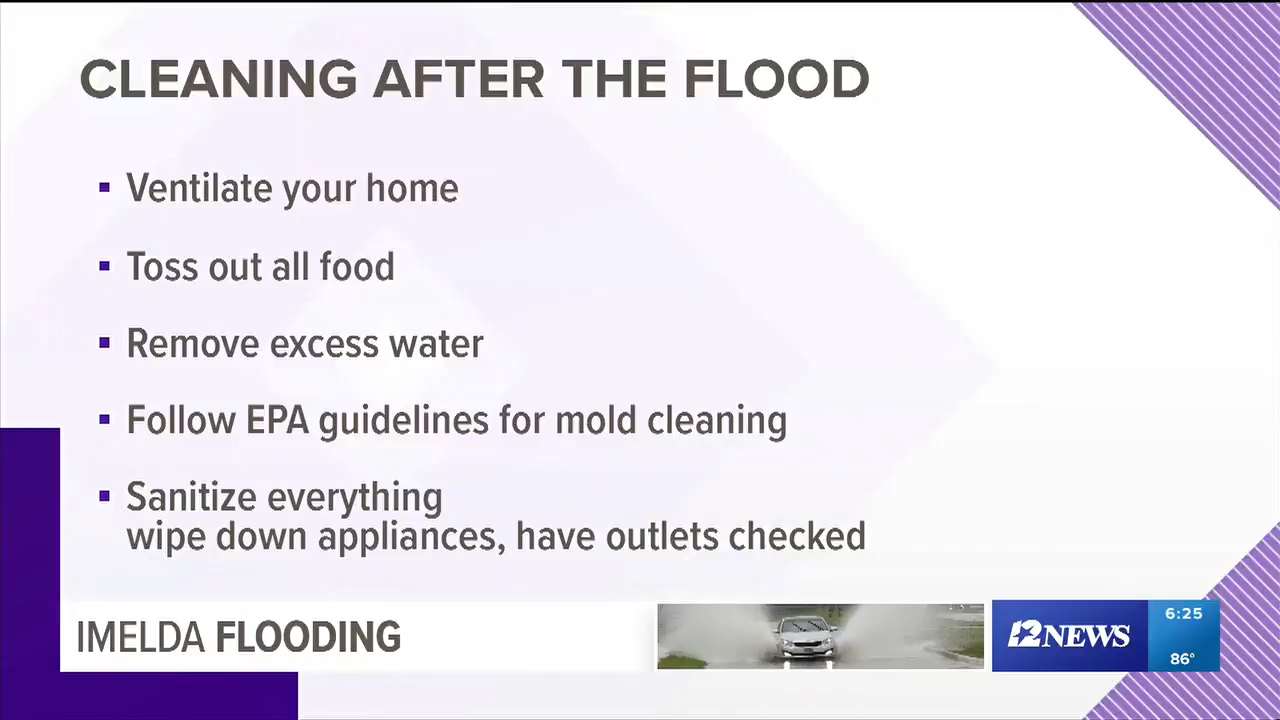 CLEANING AFTER THE FLOOD
Ventilate your home
Toss out all food
Remove excess water
Follow EPA guidelines for mold cleaning
Sanitize everything
wipe down appliances, have outlets checked
IMELDA FLOODING
12NEWS
6:25
86°